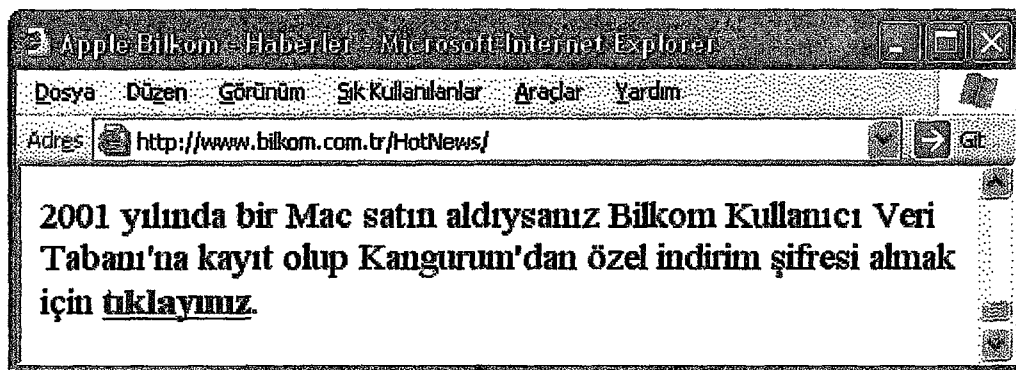 Apple Bilkom - Haberler - Microsoft Internet Explorer
Dosya Düzen Görünüm Sık Kullanılanlar Araçlar Yardım
Adres http://www.bilkom.com.tr/HotNews/ Git
2001 yılında bir Mac satın aldıysanız Bilkom Kullanıcı Veri
Tabanı'na kayıt olup Kangurum'dan özel indirim şifresi almak
için tıklayınız.